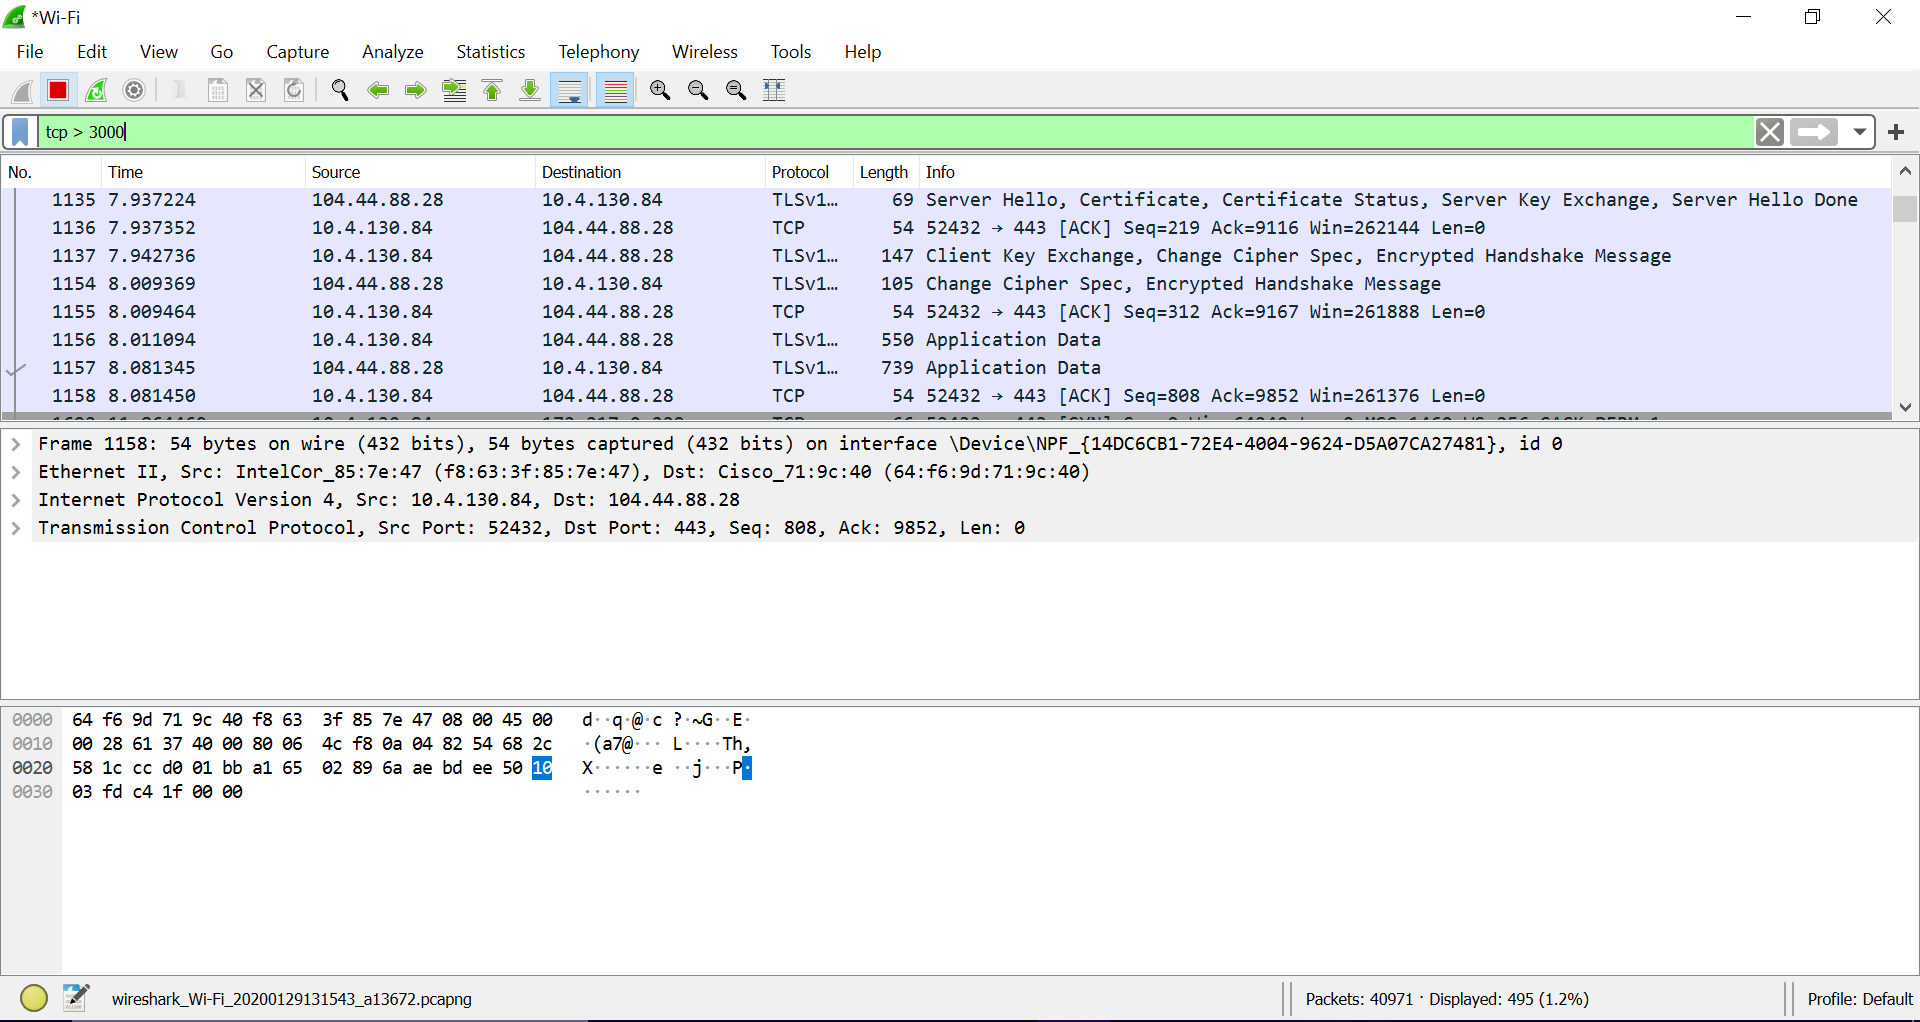 *Wi-Fi
File Edit View Go Capture Analyze Statistics Telephony Wireless Tools Help
tcp > 3000
No. Time Source Destination Protocol Length Info
1135 7.937224 104.44.88.28 10.4.130.84 TLSv1… 69 Server Hello, Certificate, Certificate Status, Server Key Exchange, Server Hello Done
1136 7.937352 10.4.130.84 104.44.88.28 TCP 54 52432 → 443 [ACK] Seq=219 Ack=9116 Win=262144 Len=0
1137 7.942736 10.4.130.84 104.44.88.28 TLSv1… 147 Client Key Exchange, Change Cipher Spec, Encrypted Handshake Message
1154 8.009369 104.44.88.28 10.4.130.84 TLSv1… 105 Change Cipher Spec, Encrypted Handshake Message
1155 8.009464 10.4.130.84 104.44.88.28 TCP 54 52432 → 443 [ACK] Seq=312 Ack=9167 Win=261888 Len=0
1156 8.011094 10.4.130.84 104.44.88.28 TLSv1… 550 Application Data
1157 8.081345 104.44.88.28 10.4.130.84 TLSv1… 739 Application Data
1158 8.081450 10.4.130.84 104.44.88.28 TCP 54 52432 → 443 [ACK] Seq=808 Ack=9852 Win=261376 Len=0
Frame 1158: 54 bytes on wire (432 bits), 54 bytes captured (432 bits) on interface \Device\NPF_{14DC6CB1-72E4-4004-9624-D5A07CA27481}, id 0
Ethernet II, Src: IntelCor_85:7e:47 (f8:63:3f:85:7e:47), Dst: Cisco_71:9c:40 (64:f6:9d:71:9c:40)
Internet Protocol Version 4, Src: 10.4.130.84, Dst: 104.44.88.28
Transmission Control Protocol, Src Port: 52432, Dst Port: 443, Seq: 808, Ack: 9852, Len: 0
0000 64 f6 9d 71 9c 40 f8 63 3f 85 7e 47 08 00 45 00 d··q·@·c ?·~G··E·
0010 00 28 61 37 40 00 80 06 4c f8 0a 04 82 54 68 2c ·(a7@··· L····Th,
0020 58 1c cc d0 01 bb a1 65 02 89 6a ae bd ee 50 10 X······e ··j···P·
0030 03 fd c4 1f 00 00 ······
wireshark_Wi-Fi_20200129131543_a13672.pcapng Packets: 40971 · Displayed: 495 (1.2%) Profile: Default